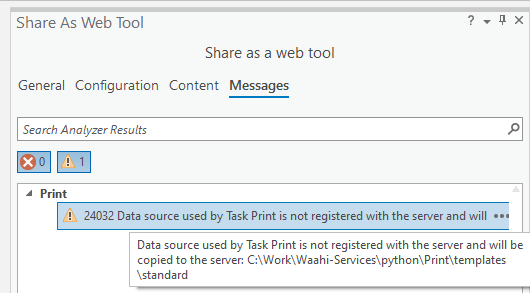 Share As Web Tool
Share as a web tool
General Configuration Content Messages
Search Analyzer Results
0 1
Print
24032 Data source used by Task Print is not registered with the server and will
Data source used by Task Print is not registered with the server and will be
copied to the server: C:\Work\Waahi-Services\python\Print\templates
\standard